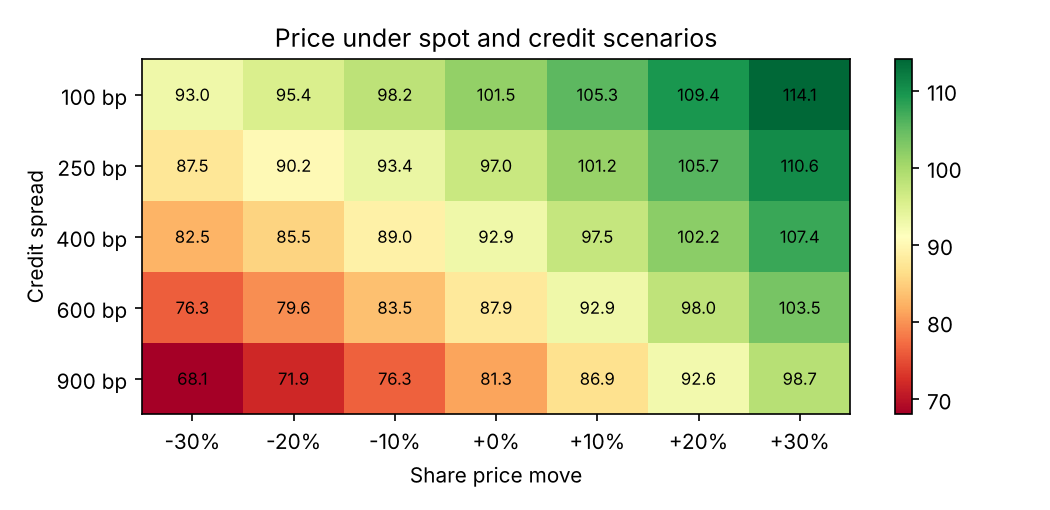 Price under spot and credit scenarios
Credit spread
100 bp 93.0 95.4 98.2 101.5 105.3 109.4 114.1
250 bp 87.5 90.2 93.4 97.0 101.2 105.7 110.6
400 bp 82.5 85.5 89.0 92.9 97.5 102.2 107.4
600 bp 76.3 79.6 83.5 87.9 92.9 98.0 103.5
900 bp 68.1 71.9 76.3 81.3 86.9 92.6 98.7
-30% -20% -10% +0% +10% +20% +30%
Share price move
110
100
90
80
70